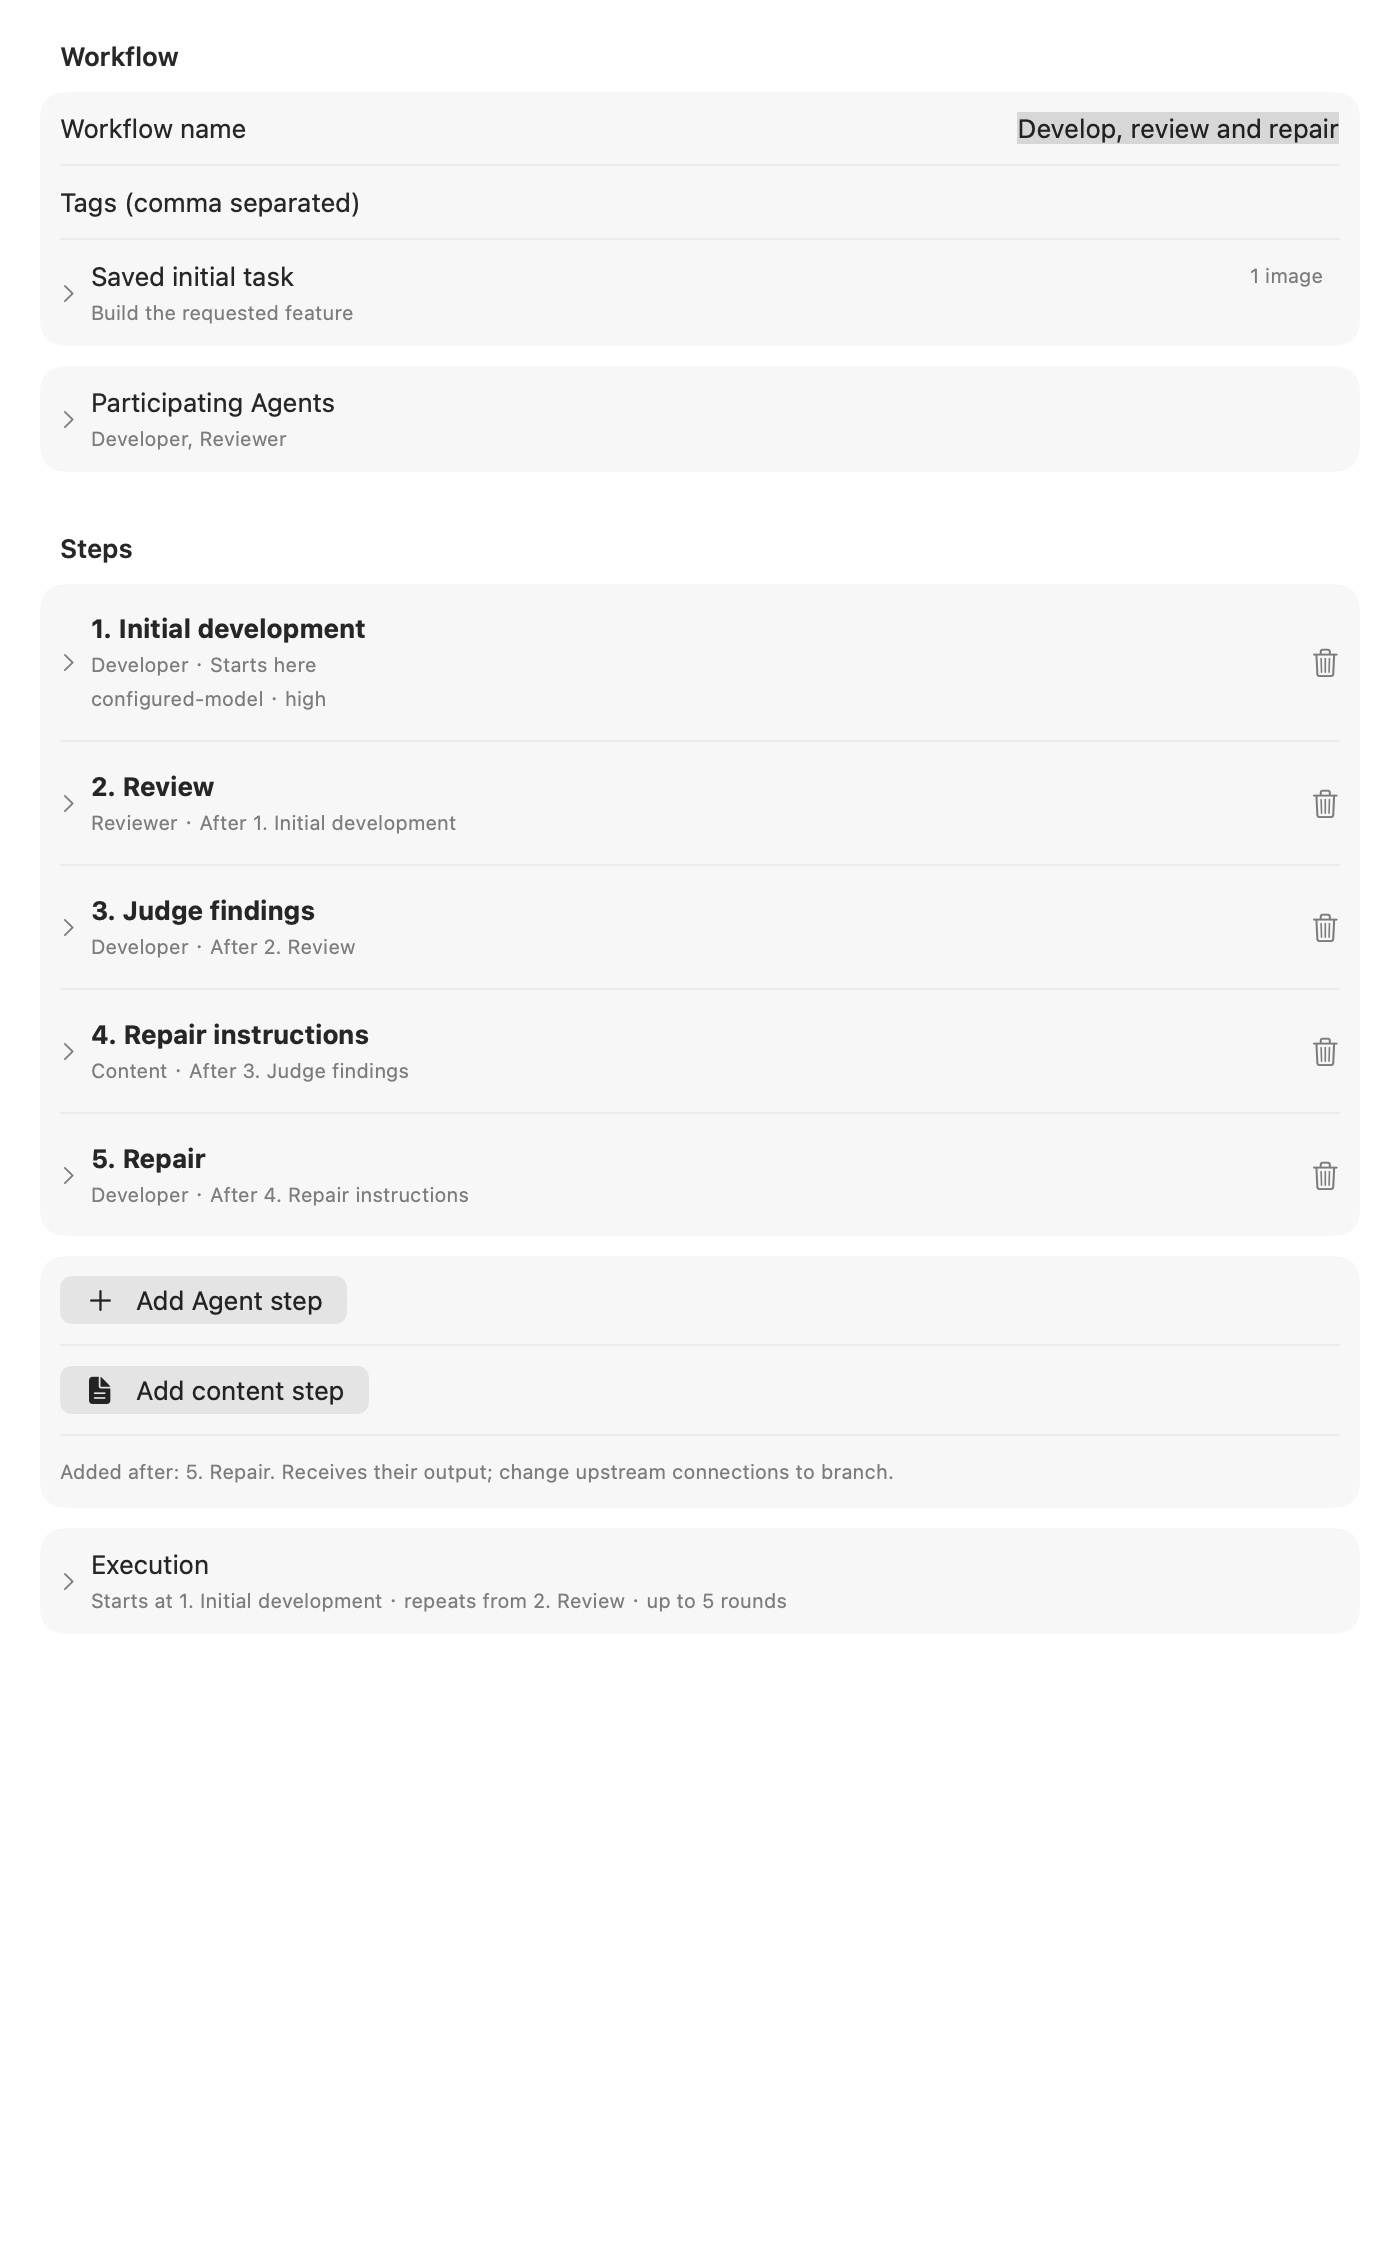 Workflow
Workflow name
Develop, review and repair
Tags (comma separated)
Saved initial task
1 image
Build the requested feature
Participating Agents
Developer, Reviewer
Steps
1. Initial development
Developer · Starts here
configured-model · high
2. Review
Reviewer · After 1. Initial development
3. Judge findings
Developer · After 2. Review
4. Repair instructions
Content · After 3. Judge findings
5. Repair
Developer · After 4. Repair instructions
Add Agent step
Add content step
Added after: 5. Repair. Receives their output; change upstream connections to branch.
Execution
Starts at 1. Initial development · repeats from 2. Review · up to 5 rounds